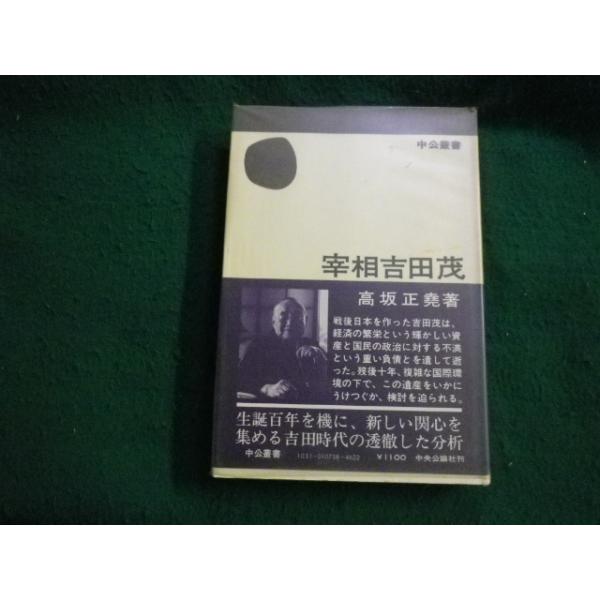 中公叢書
宰相吉田茂
高坂正堯著
戦後日本を作った吉田茂は、
経済の繁栄という輝かしい資
産と国民の政治に対する不満
という重い負債とを遺して逝
った。歿後十年、複雑な国際環
境の下で、この遺産をいかに
うけつぐか、検討を迫られる。
生誕百年を機に、新しい関心を
集める吉田時代の透徹した分析
中公叢書 1031-010738-4622 ¥1100 中央公論社刊